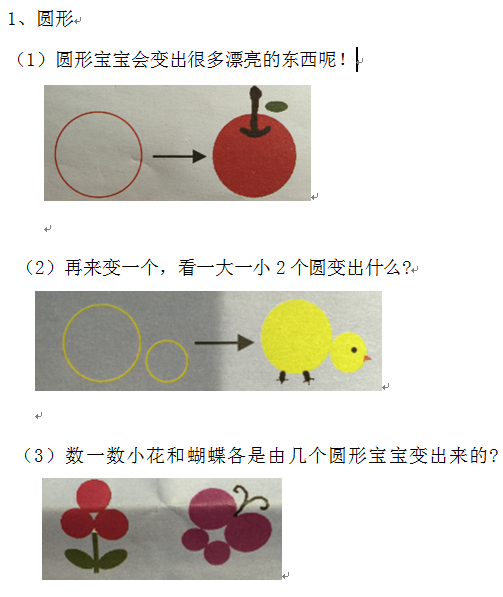 1、圆形
（1）圆形宝宝会变出很多漂亮的东西呢！
（2）再来变一个，看一大一小 2 个圆变出什么?
（3）数一数小花和蝴蝶各是由几个圆形宝宝变出来的?